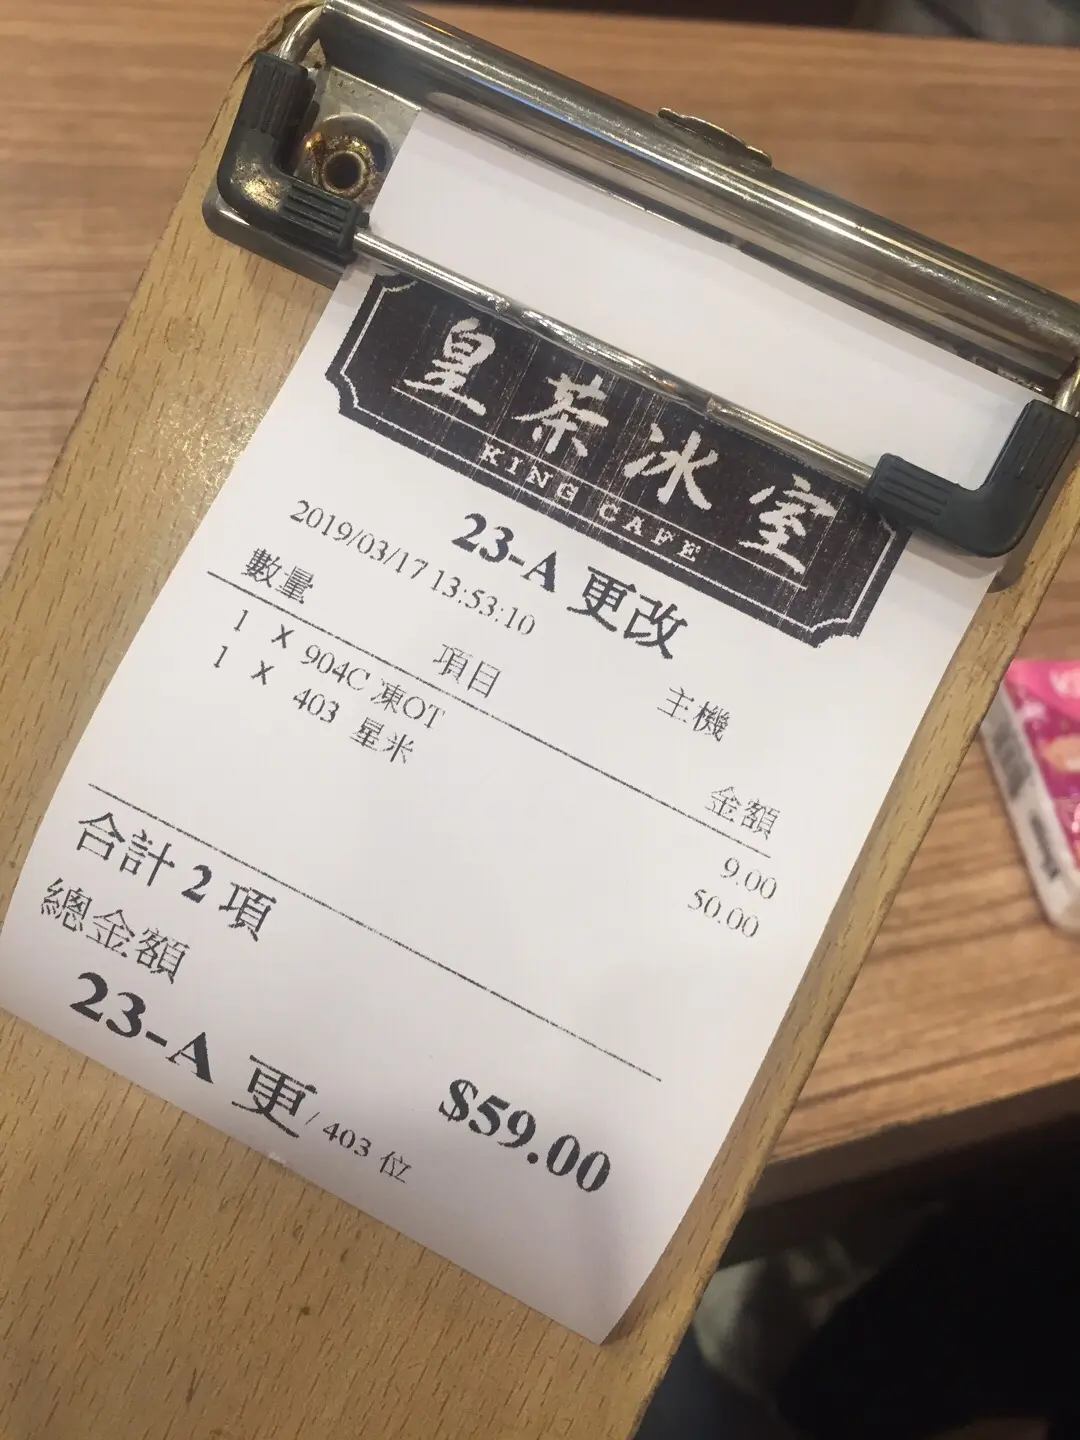 皇茶冰室
KING CAFE
23-A 更改
2019/03/17 13:53:10
主機
數量 項目 金額
1 X 904C 凍OT 9.00
1 X 403 星米 50.00
合計 2 項
總金額 $59.00
23-A 更 / 403 位